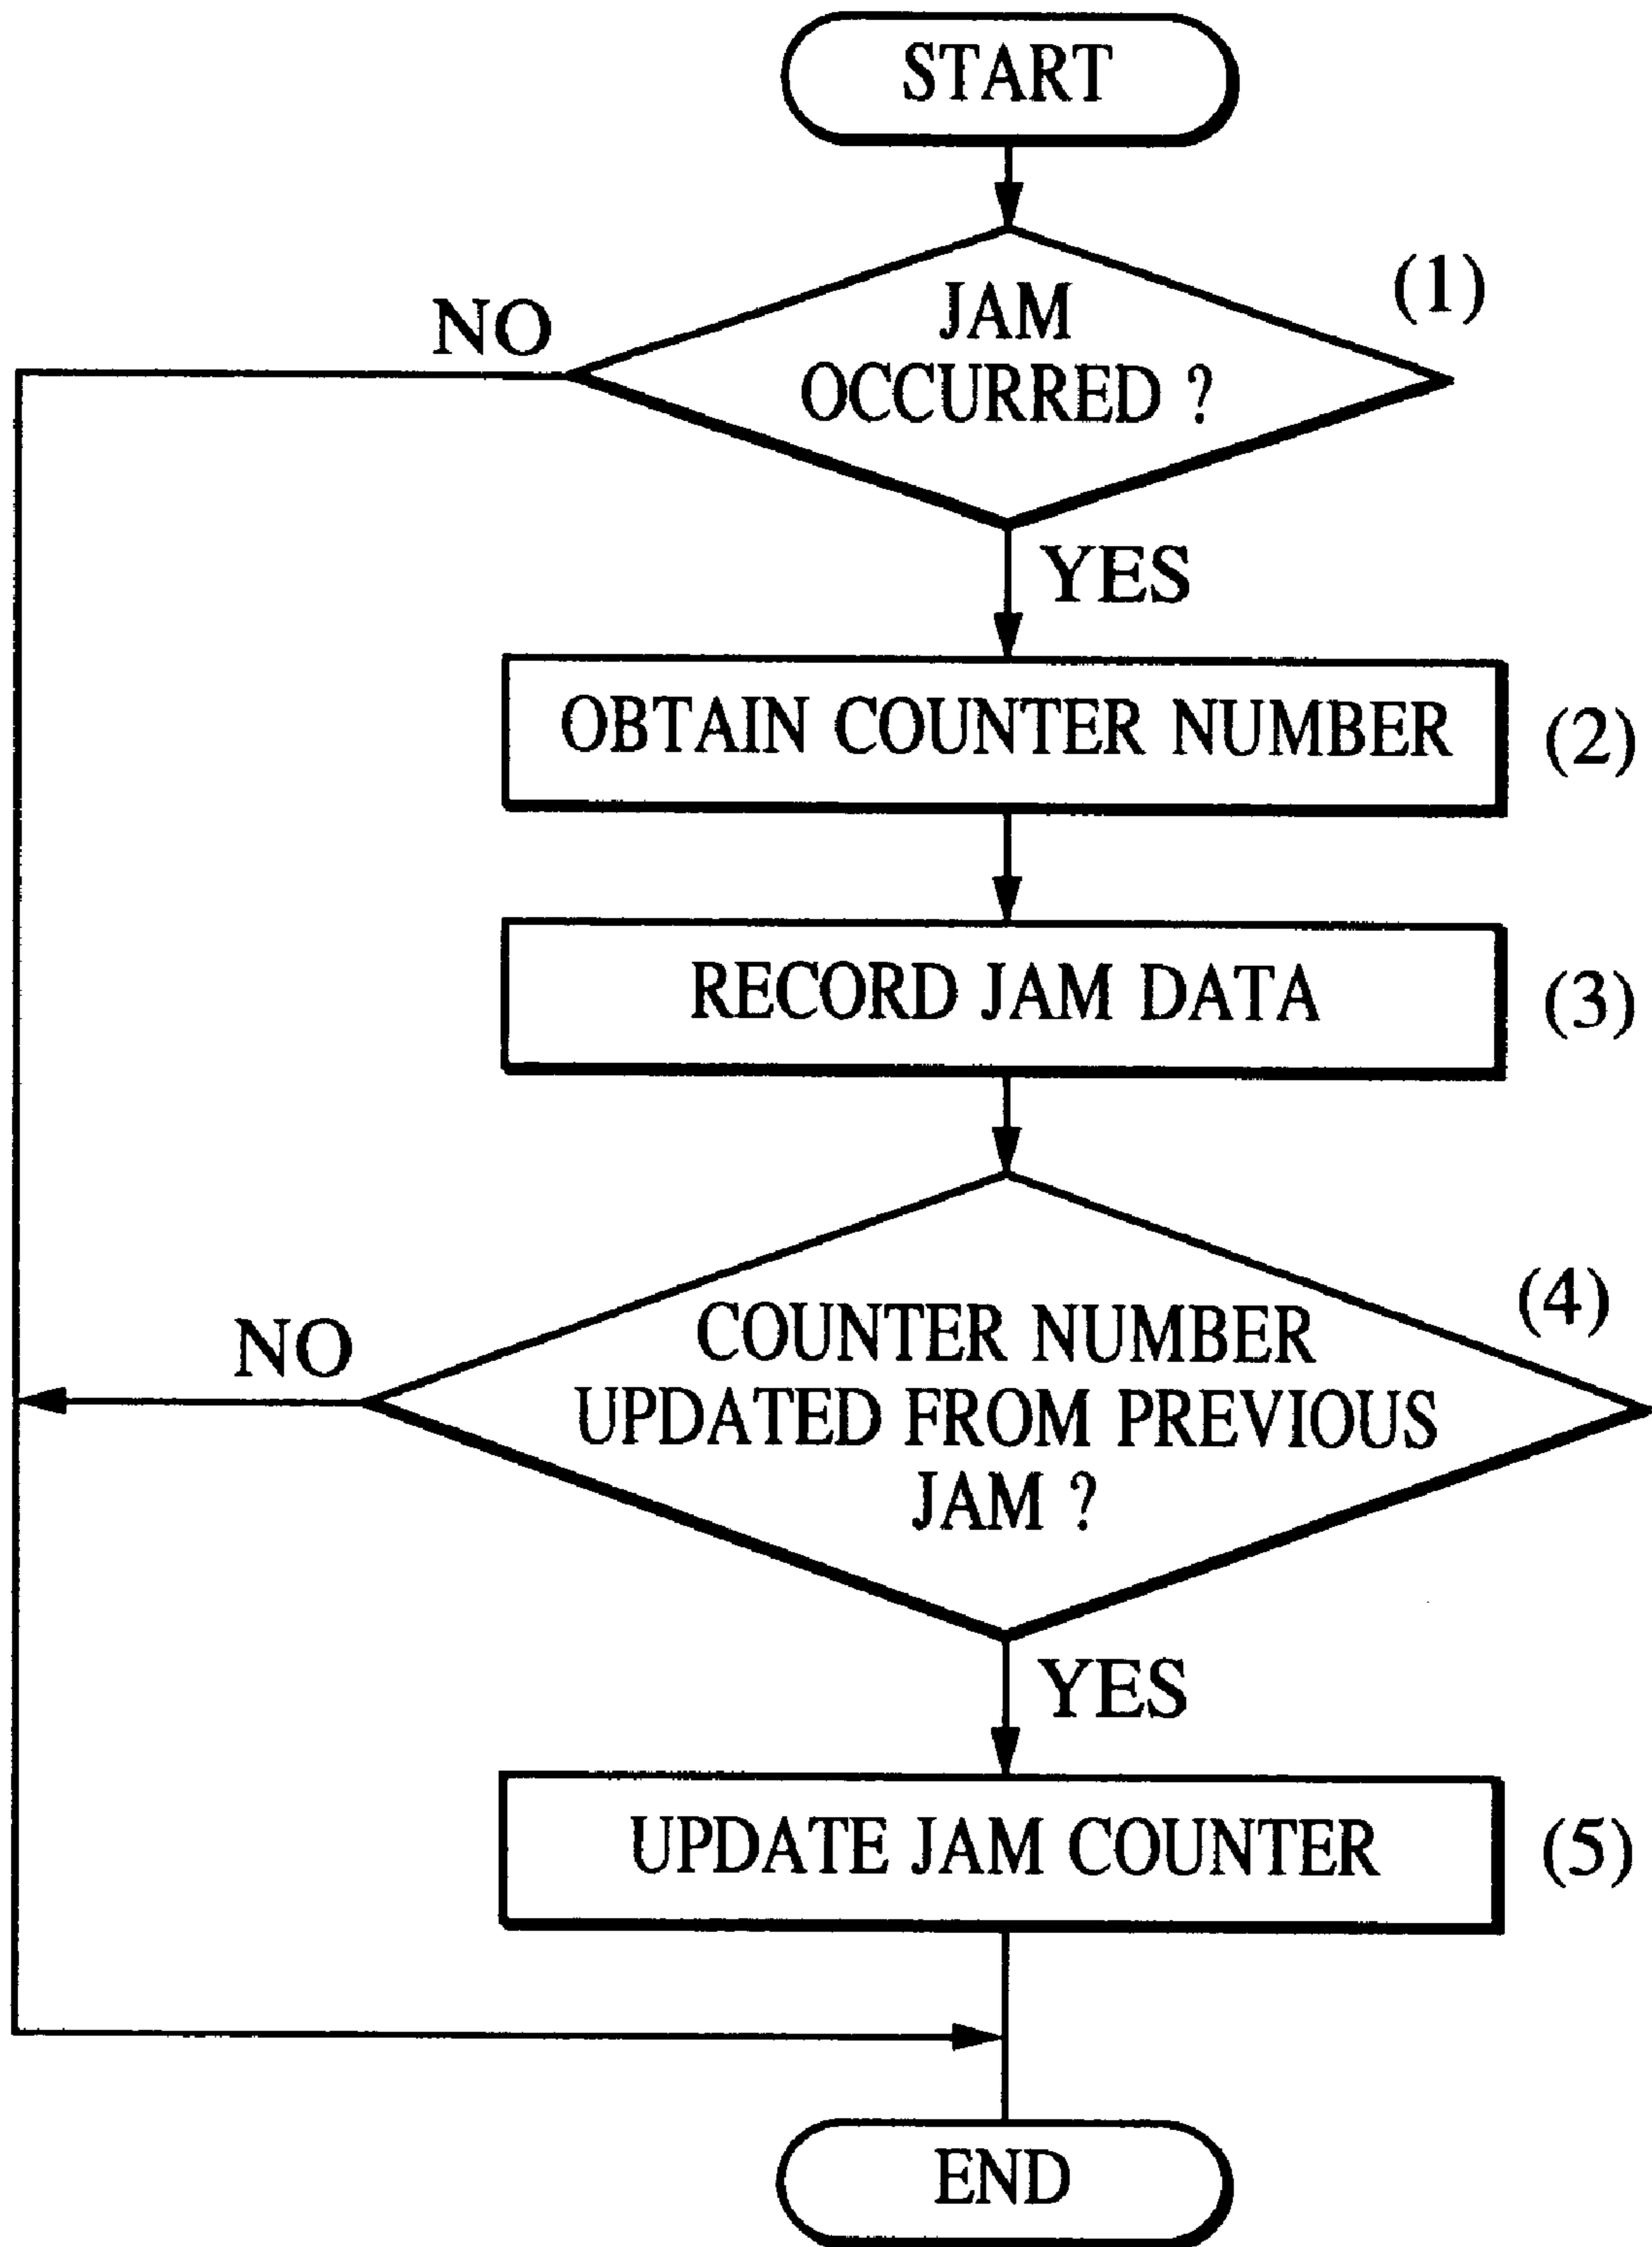 START
JAM
OCCURRED ?
(1)
NO
YES
OBTAIN COUNTER NUMBER
(2)
RECORD JAM DATA
(3)
COUNTER NUMBER
UPDATED FROM PREVIOUS
JAM ?
(4)
NO
YES
UPDATE JAM COUNTER
(5)
END